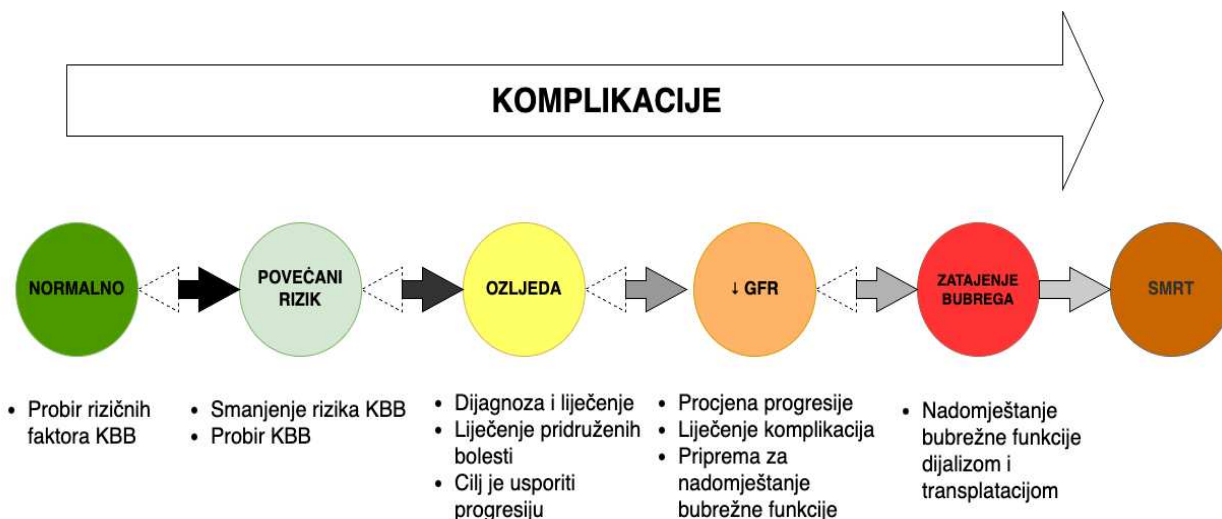 KOMPLIKACIJE
NORMALNO
POVEĆANI
RIZIK
OZLJEDA
↓ GFR
ZATAJENJE
BUBREGA
SMRT
• Probir rizičnih
faktora KBB
• Smanjenje rizika KBB
• Probir KBB
• Dijagnoza i liječenje
• Liječenje pridruženih
bolesti
• Cilj je usporiti
progresiju
• Procjena progresije
• Liječenje komplikacija
• Priprema za
nadomještanje
bubrežne funkcije
• Nadomještanje
bubrežne funkcije
dijalizom i
transplatacijom